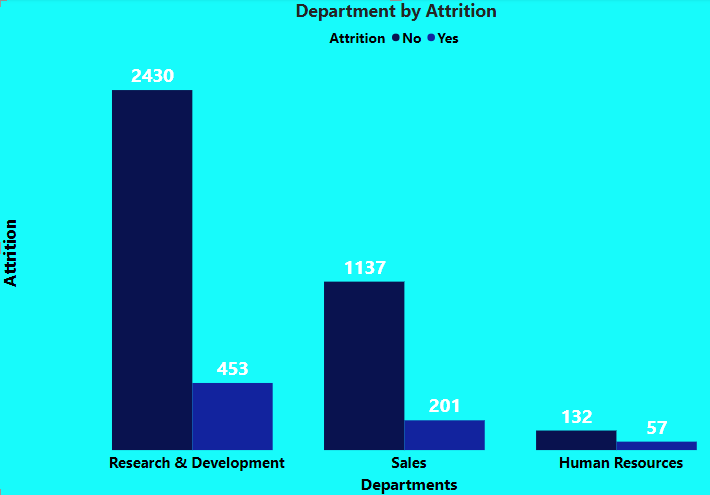 Department by Attrition
Attrition No Yes
2430
453
1137
201
132
57
Attrition
Research & Development Sales Human Resources
Departments